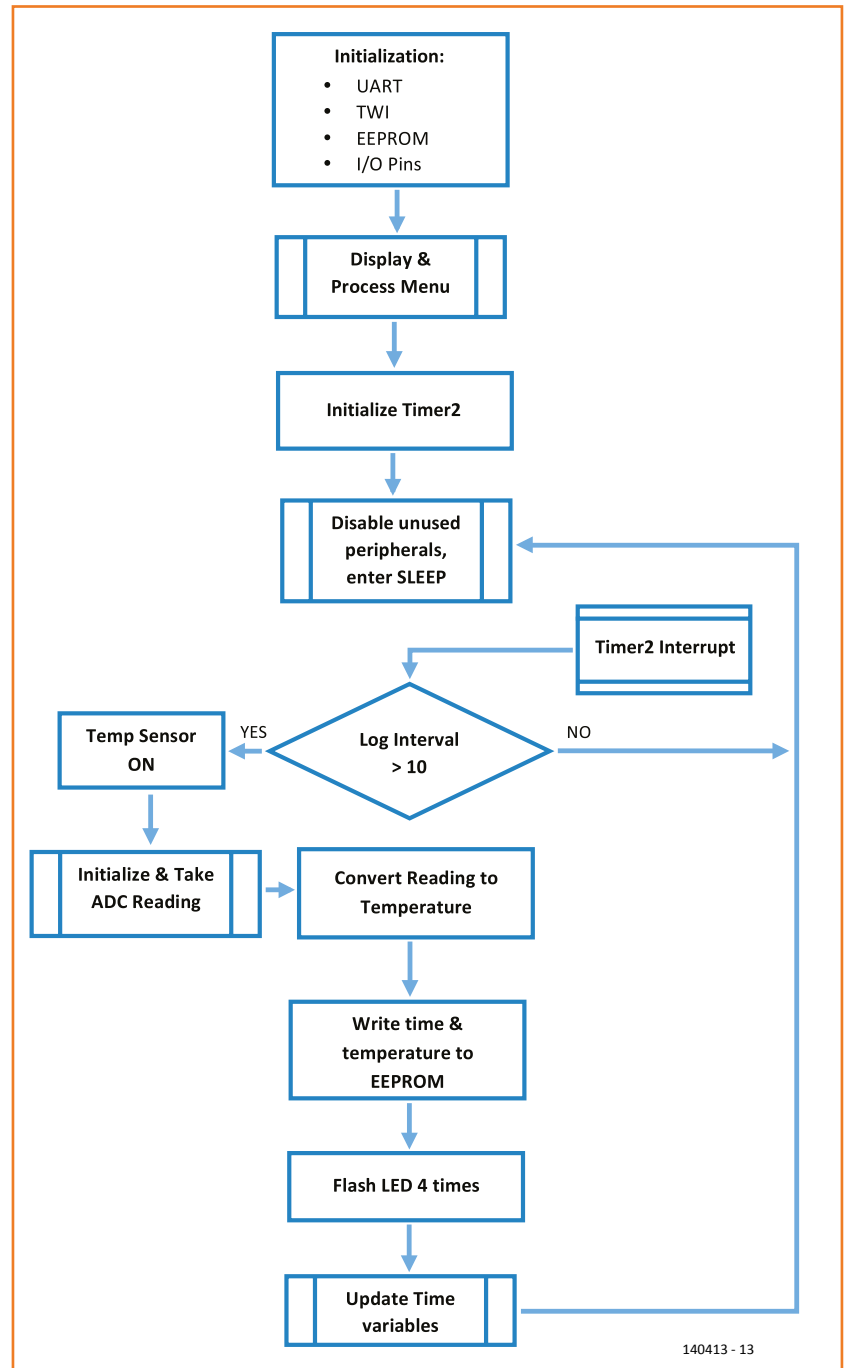 Initialization:
• UART
• TWI
• EEPROM
• I/O Pins
Display &
Process Menu
Initialize Timer2
Disable unused
peripherals,
enter SLEEP
Timer2 Interrupt
Log Interval
> 10
YES
NO
Temp Sensor
ON
Initialize & Take
ADC Reading
Convert Reading to
Temperature
Write time &
temperature to
EEPROM
Flash LED 4 times
Update Time
variables
140413 - 13